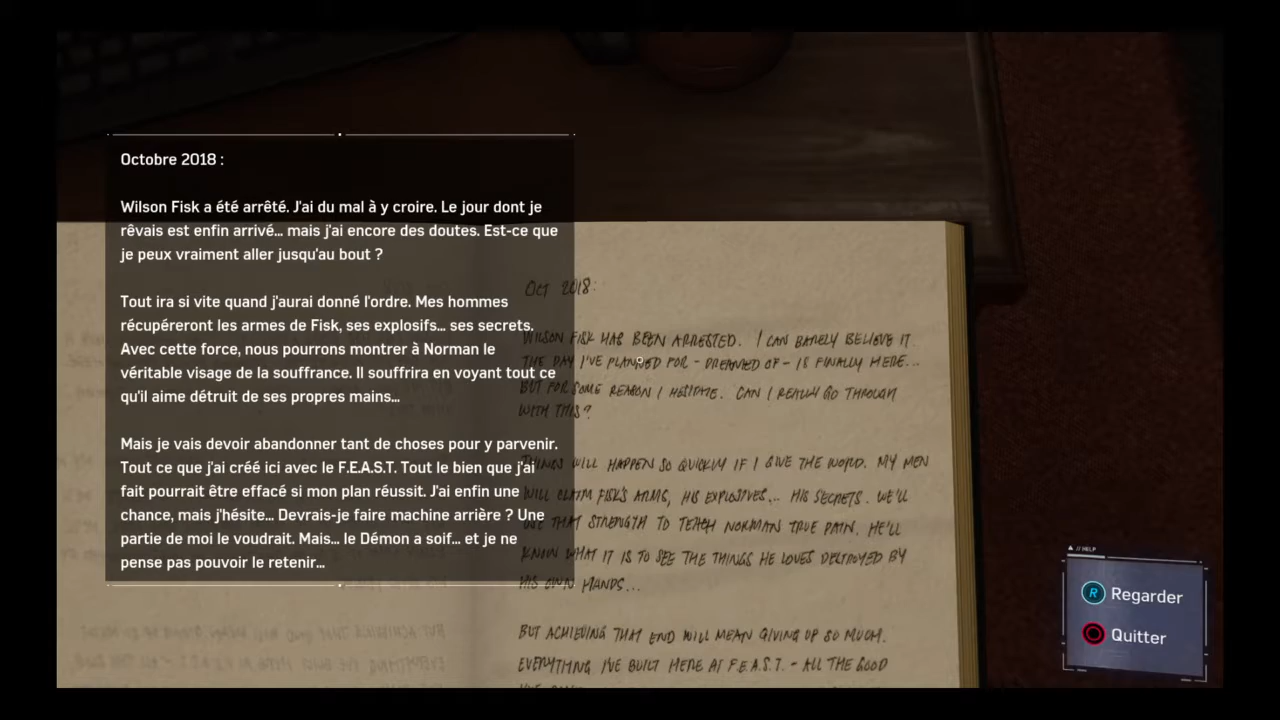 Octobre 2018 :
Wilson Fisk a été arrêté. J'ai du mal à y croire. Le jour dont je
rêvais est enfin arrivé... mais j'ai encore des doutes. Est-ce que
je peux vraiment aller jusqu'au bout ?
Tout ira si vite quand j'aurai donné l'ordre. Mes hommes
récupéreront les armes de Fisk, ses explosifs... ses secrets.
Avec cette force, nous pourrons montrer à Norman le
véritable visage de la souffrance. Il souffrira en voyant tout ce
qu'il aime détruit de ses propres mains...
Mais je vais devoir abandonner tant de choses pour y parvenir.
Tout ce que j'ai créé ici avec le F.E.A.S.T. Tout le bien que j'ai
fait pourrait être effacé si mon plan réussit. J'ai enfin une
chance, mais j'hésite... Devrais-je faire machine arrière ? Une
partie de moi le voudrait. Mais... le Démon a soif... et je ne
pense pas pouvoir le retenir...
OCT 2018:
WILSON FISK HAS BEEN ARRESTED. I CAN BARELY BELIEVE IT.
THE DAY I'VE PLANNED FOR - DREAMED OF - IS FINALLY HERE...
BUT FOR SOME REASON I HESITATE. CAN I REALLY GO THROUGH
WITH THIS?
THINGS WILL HAPPEN SO QUICKLY IF I GIVE THE WORD. MY MEN
WILL CLAIM FISK'S ARMS, HIS EXPLOSIVES... HIS SECRETS. WE'LL
USE THAT STRENGTH TO TEACH NORMAN TRUE PAIN. HE'LL
KNOW WHAT IT IS TO SEE THE THINGS HE LOVES DESTROYED BY
HIS OWN HANDS...
BUT ACHIEVING THAT END WILL MEAN GIVING UP SO MUCH.
EVERYTHING I'VE BUILT HERE AT F.E.A.S.T. - ALL THE GOOD
// HELP
R Regarder
Quitter